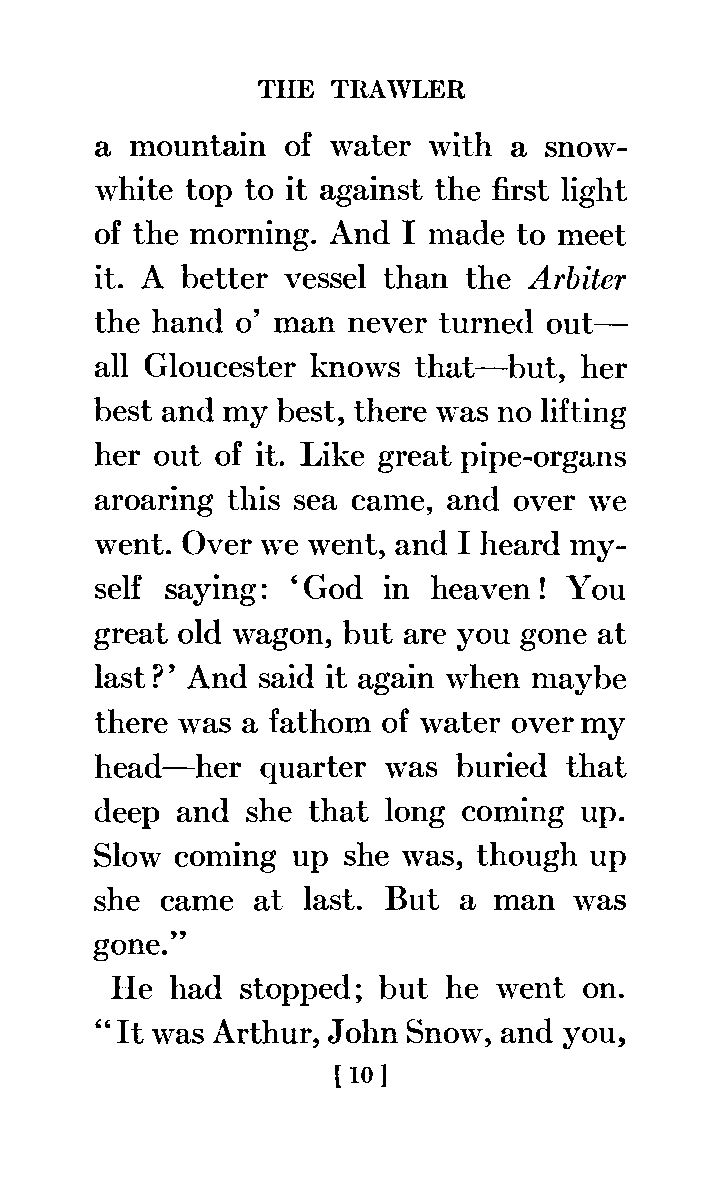 THE TRAWLER
a mountain of water with a snow-
white top to it against the first light
of the morning. And I made to meet
it. A better vessel than the Arbiter
the hand o’ man never turned out—
all Gloucester knows that—but, her
best and my best, there was no lifting
her out of it. Like great pipe-organs
aroaring this sea came, and over we
went. Over we went, and I heard my-
self saying: ‘God in heaven! You
great old wagon, but are you gone at
last?’ And said it again when maybe
there was a fathom of water over my
head—her quarter was buried that
deep and she that long coming up.
Slow coming up she was, though up
she came at last. But a man was
gone.”
He had stopped; but he went on.
“It was Arthur, John Snow, and you,
[ 10 ]